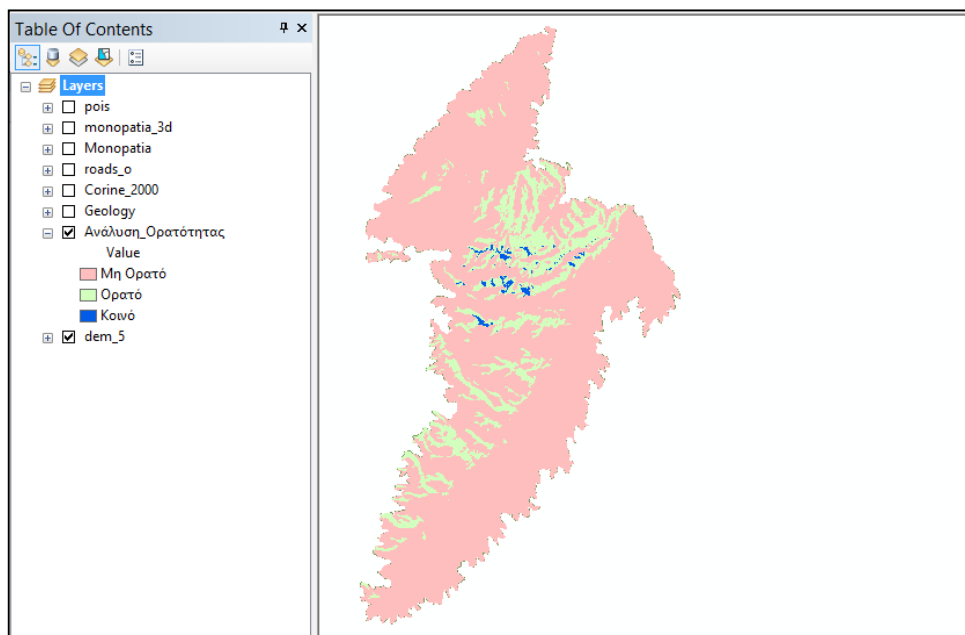 Table Of Contents
Layers
pois
monopatia_3d
Monopatia
roads_o
Corine_2000
Geology
Ανάλυση_Ορατότητας
Value
Μη Ορατό
Ορατό
Κοινό
dem_5